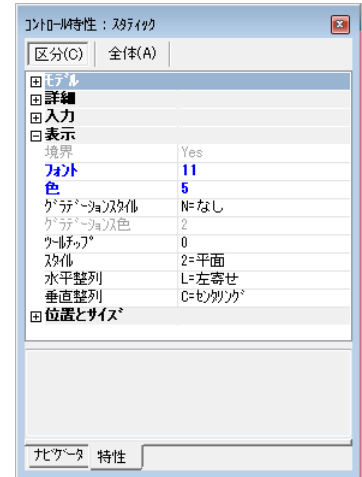 ｺﾝﾄﾛｰﾙ特性 : ｽﾀﾃｨｯｸ
区分(C) 全体(A)
ﾓﾃﾞﾙ
詳細
入力
表示
境界 Yes
ﾌｫﾝﾄ 11
色 5
ｸﾞﾗﾃﾞｰｼｮﾝｽﾀｲﾙ N=なし
ｸﾞﾗﾃﾞｰｼｮﾝ色 2
ﾂｰﾙﾁｯﾌﾟ 0
ｽﾀｲﾙ 2=平面
水平整列 L=左寄せ
垂直整列 C=ｾﾝﾀﾘﾝｸﾞ
位置とｻｲｽﾞ
ﾅﾋﾞｹﾞｰﾀ 特性